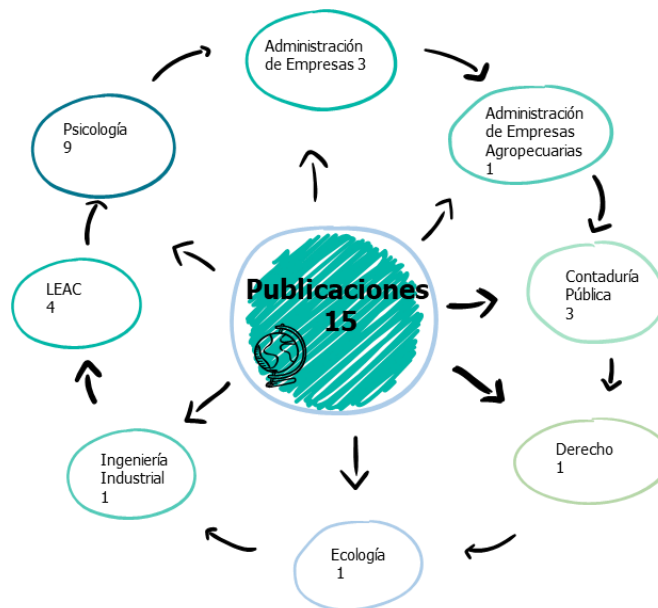 Administración
de Empresas 3
Administración
de Empresas
Agropecuarias
1
Contaduría
Pública
3
Derecho
1
Ecología
1
Ingeniería
Industrial
1
LEAC
4
Psicología
9
Publicaciones
15